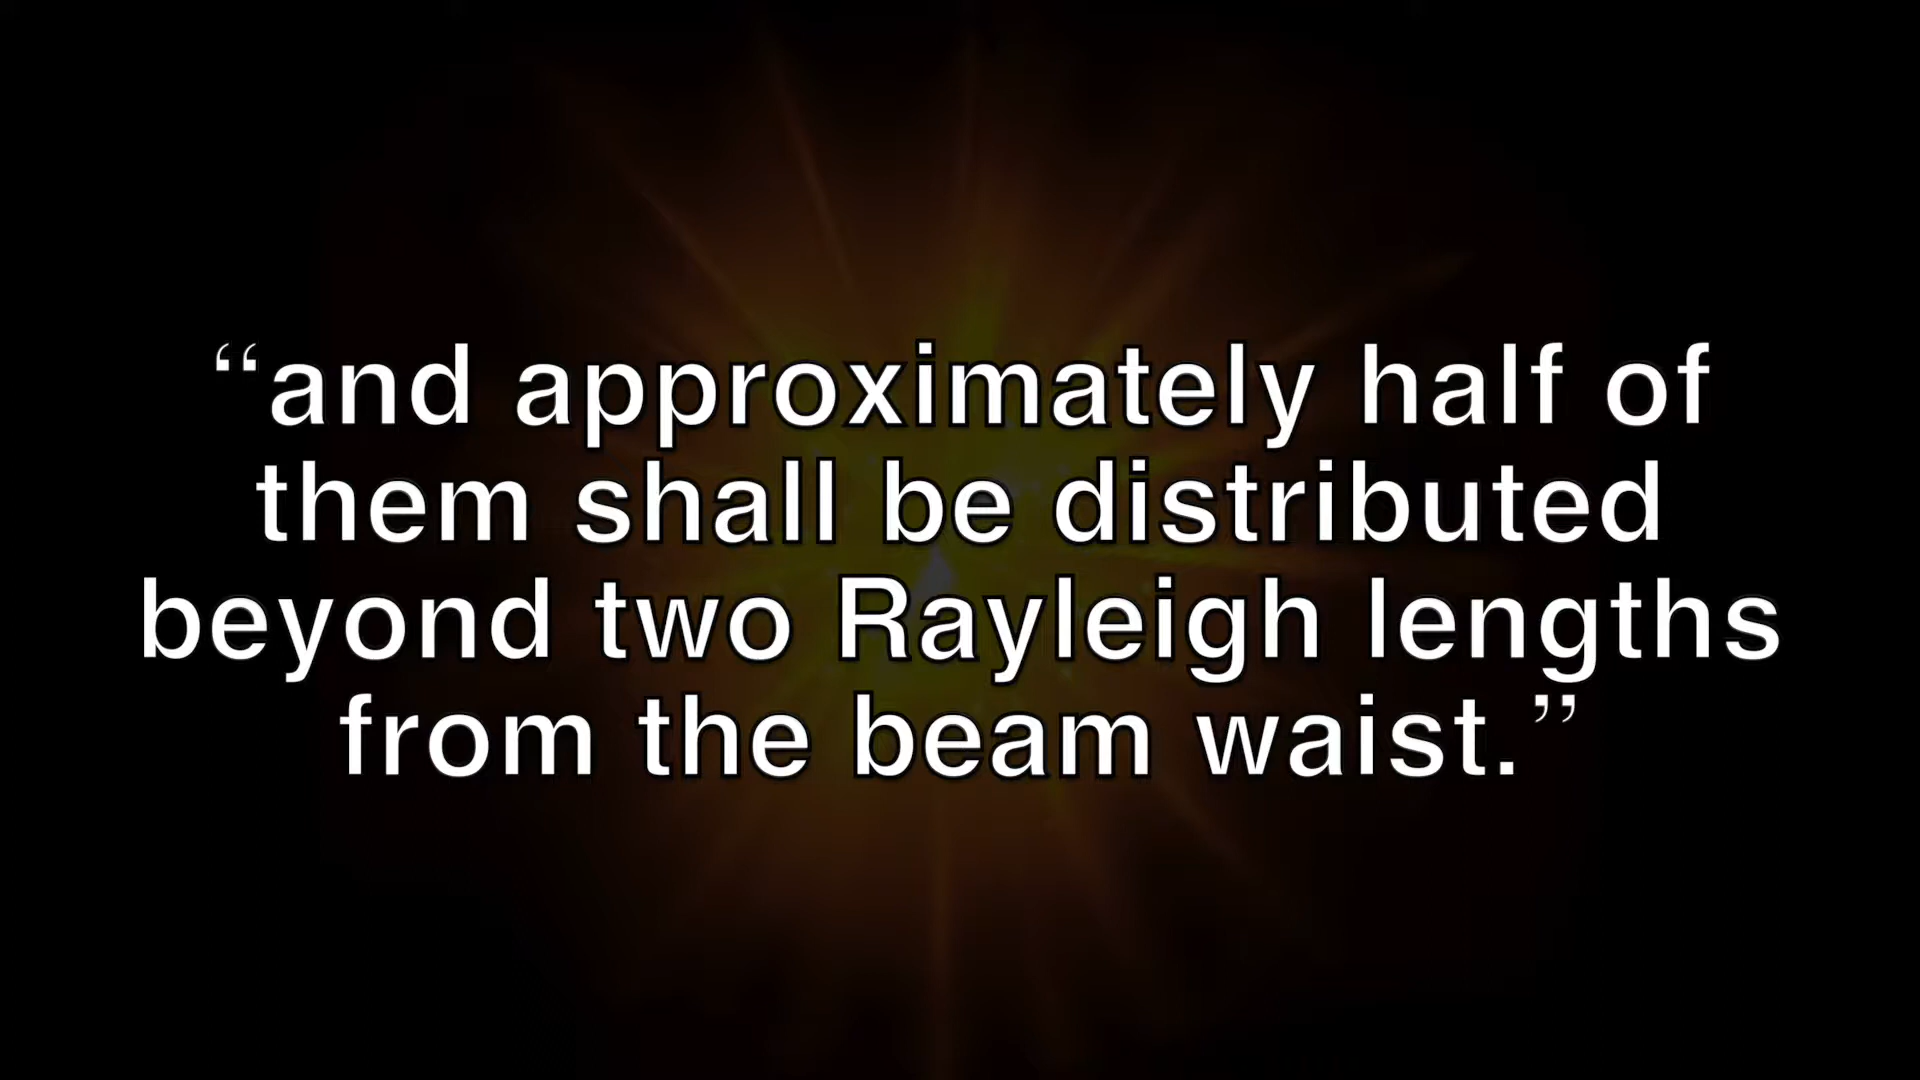 “and approximately half of
them shall be distributed
beyond two Rayleigh lengths
from the beam waist.”